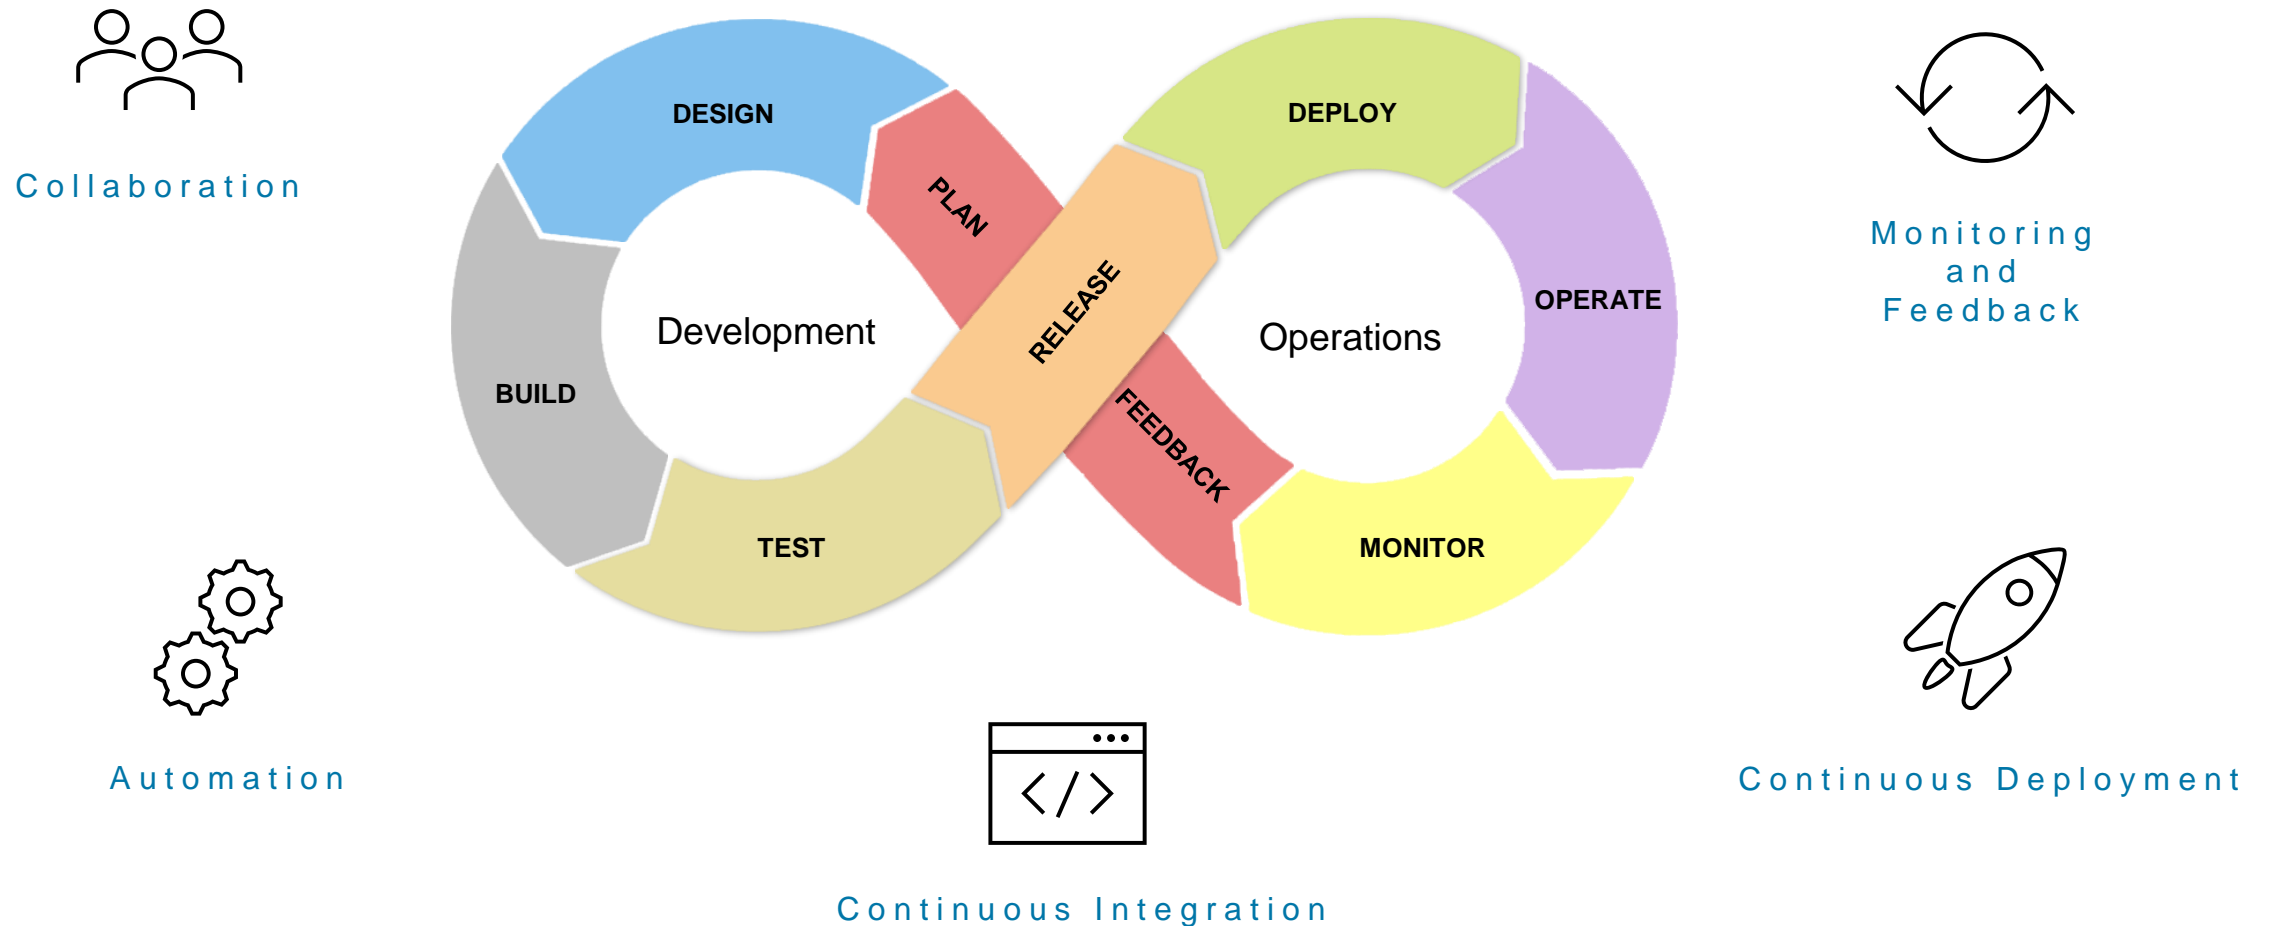 Collaboration
DESIGN
PLAN
BUILD
Development
TEST
RELEASE
DEPLOY
OPERATE
Operations
FEEDBACK
MONITOR
Monitoring
and
Feedback
Automation
</>
Continuous Integration
Continuous Deployment